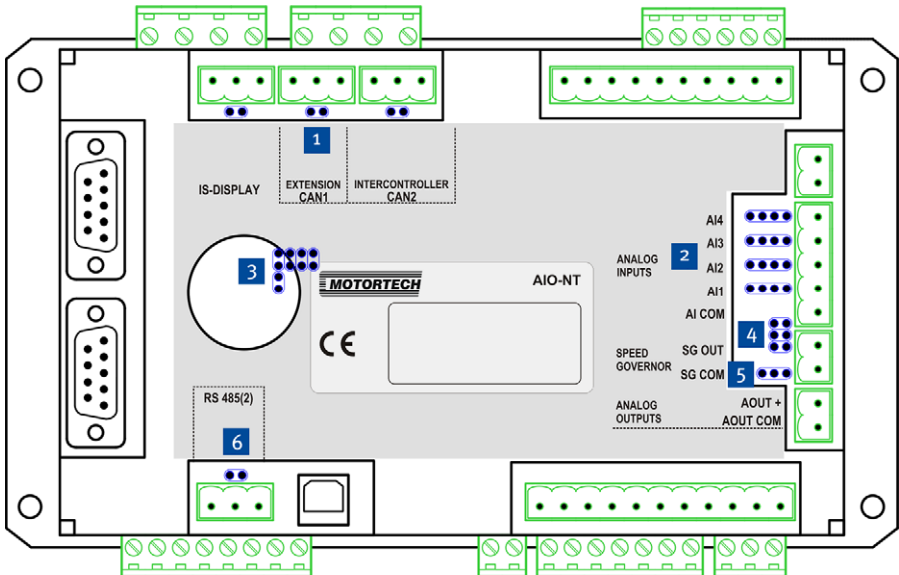 1
IS-DISPLAY
EXTENSION
CAN1
INTERCONTROLLER
CAN2
AI4
AI3
ANALOG
INPUTS
2
AI2
AI1
AI COM
3
MOTORTECH
AIO-NT
CE
4
SPEED
GOVERNOR
SG OUT
SG COM
5
RS 485(2)
ANALOG
OUTPUTS
AOUT +
AOUT COM
6